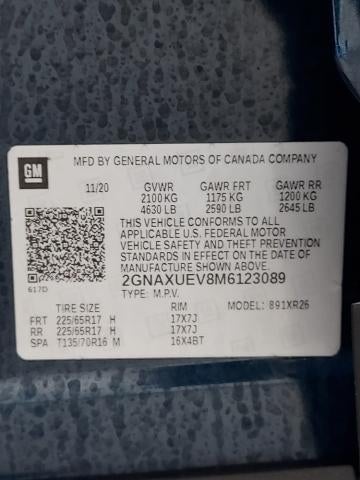 GM
MFD BY GENERAL MOTORS OF CANADA COMPANY
11/20 GVWR GAWR FRT GAWR RR
2100 KG 1175 KG 1200 KG
4630 LB 2590 LB 2645 LB
THIS VEHICLE CONFORMS TO ALL
APPLICABLE U.S. FEDERAL MOTOR
VEHICLE SAFETY AND THEFT PREVENTION
STANDARDS IN EFFECT ON THE DATE OF
MANUFACTURE SHOWN ABOVE.
617D
2GNAXUEV8M6123089
TYPE: M.P.V. MODEL: 891XR26
TIRE SIZE RIM
FRT 225/65R17 H 17X7J
RR 225/65R17 H 17X7J
SPA T135/70R16 M 16X4BT